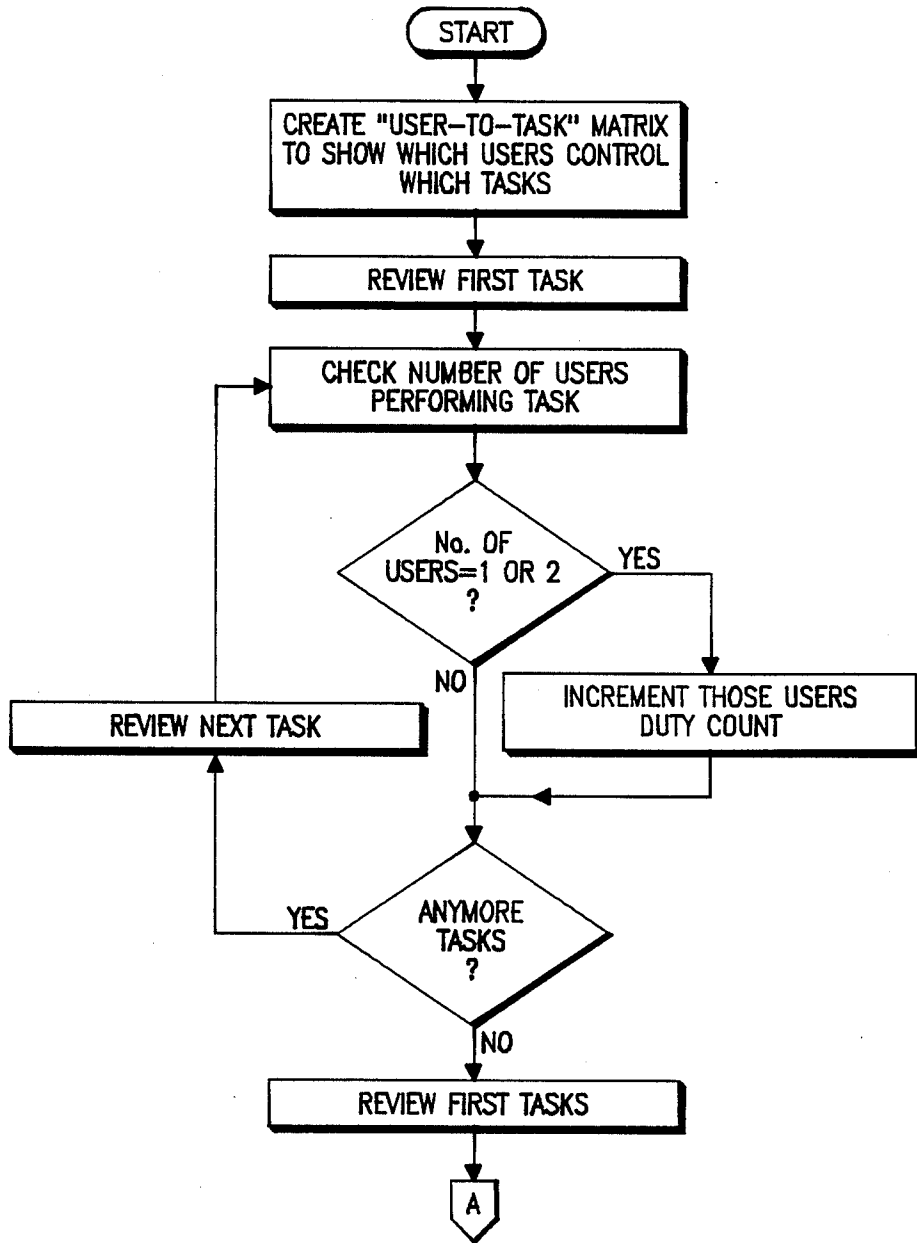 START
CREATE "USER-TO-TASK" MATRIX
TO SHOW WHICH USERS CONTROL
WHICH TASKS
REVIEW FIRST TASK
CHECK NUMBER OF USERS
PERFORMING TASK
No. OF
USERS=1 OR 2
?
YES
NO
INCREMENT THOSE USERS
DUTY COUNT
REVIEW NEXT TASK
YES
ANYMORE
TASKS
?
NO
REVIEW FIRST TASKS
A